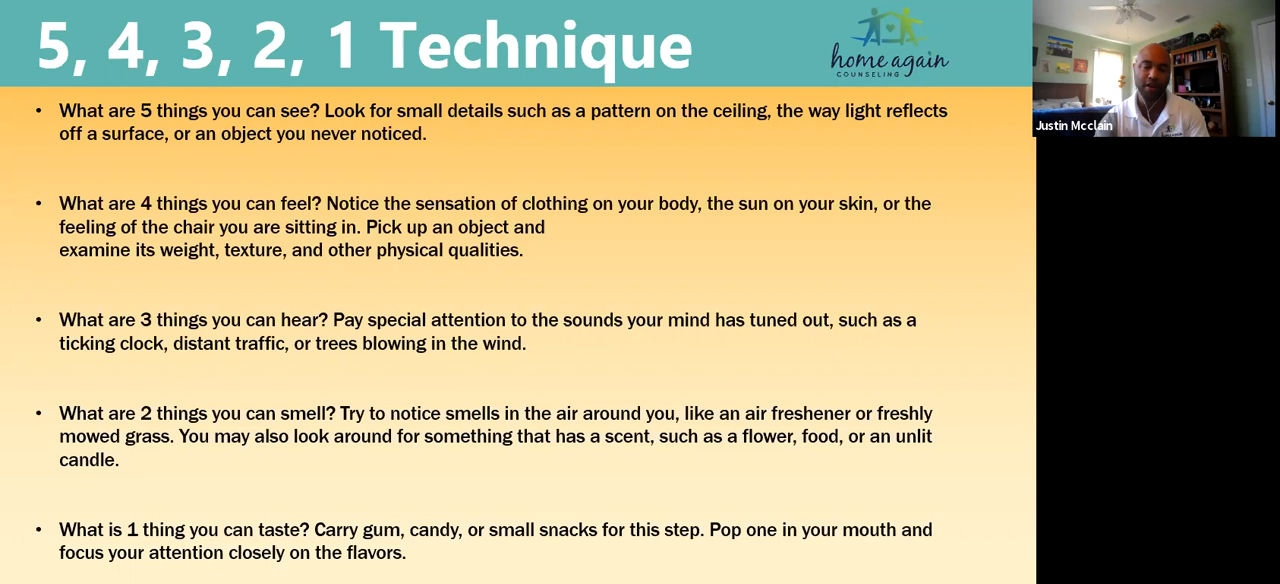 5, 4, 3, 2, 1 Technique
home again
COUNSELING
Justin Mcclain
• What are 5 things you can see? Look for small details such as a pattern on the ceiling, the way light reflects
off a surface, or an object you never noticed.
• What are 4 things you can feel? Notice the sensation of clothing on your body, the sun on your skin, or the
feeling of the chair you are sitting in. Pick up an object and
examine its weight, texture, and other physical qualities.
• What are 3 things you can hear? Pay special attention to the sounds your mind has tuned out, such as a
ticking clock, distant traffic, or trees blowing in the wind.
• What are 2 things you can smell? Try to notice smells in the air around you, like an air freshener or freshly
mowed grass. You may also look around for something that has a scent, such as a flower, food, or an unlit
candle.
• What is 1 thing you can taste? Carry gum, candy, or small snacks for this step. Pop one in your mouth and
focus your attention closely on the flavors.